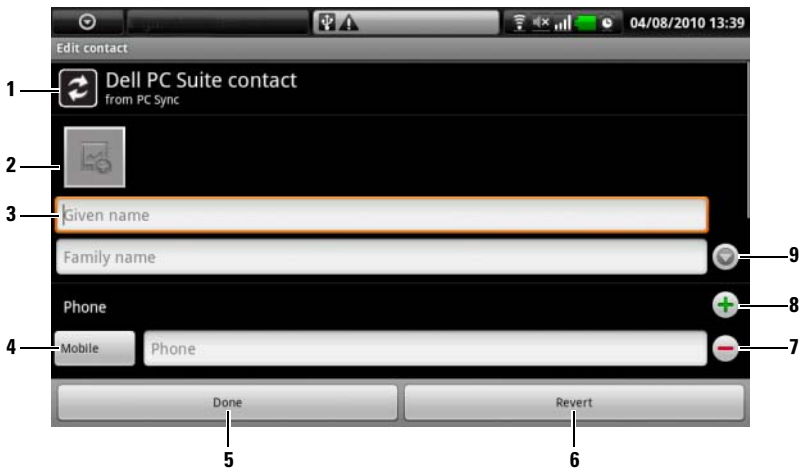 04/08/2010 13:39
Edit contact
1 Dell PC Suite contact
from PC Sync
2
3 Given name
Family name 9
Phone 8
4 Mobile Phone 7
Done Revert
5 6